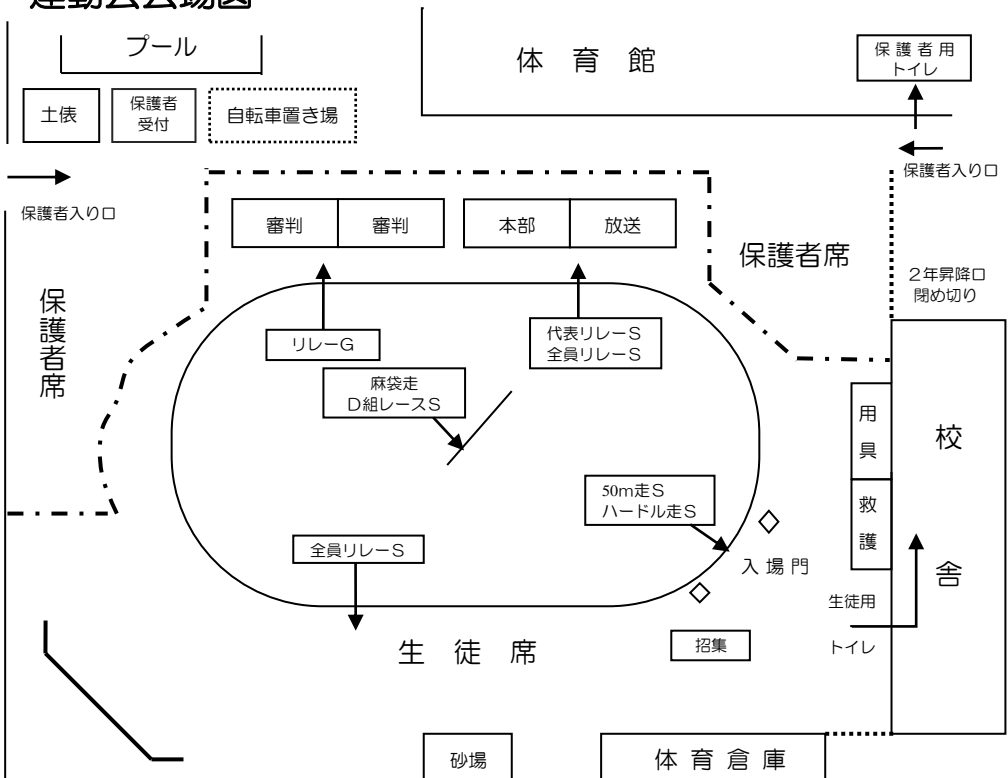 運動会会場図
プール
体育館
保護者用
トイレ
土俵
保護者
受付
自転車置き場
保護者入り口
保護者入り口
審判
審判
本部
放送
保護者席
2年昇降口
閉め切り
保護者席
リレーG
代表リレーS
全員リレーS
麻袋走
D組レースS
用具
校舎
50m走S
ハードル走S
救護
全員リレーS
入場門
生徒用
トイレ
生徒席
招集
砂場
体育倉庫